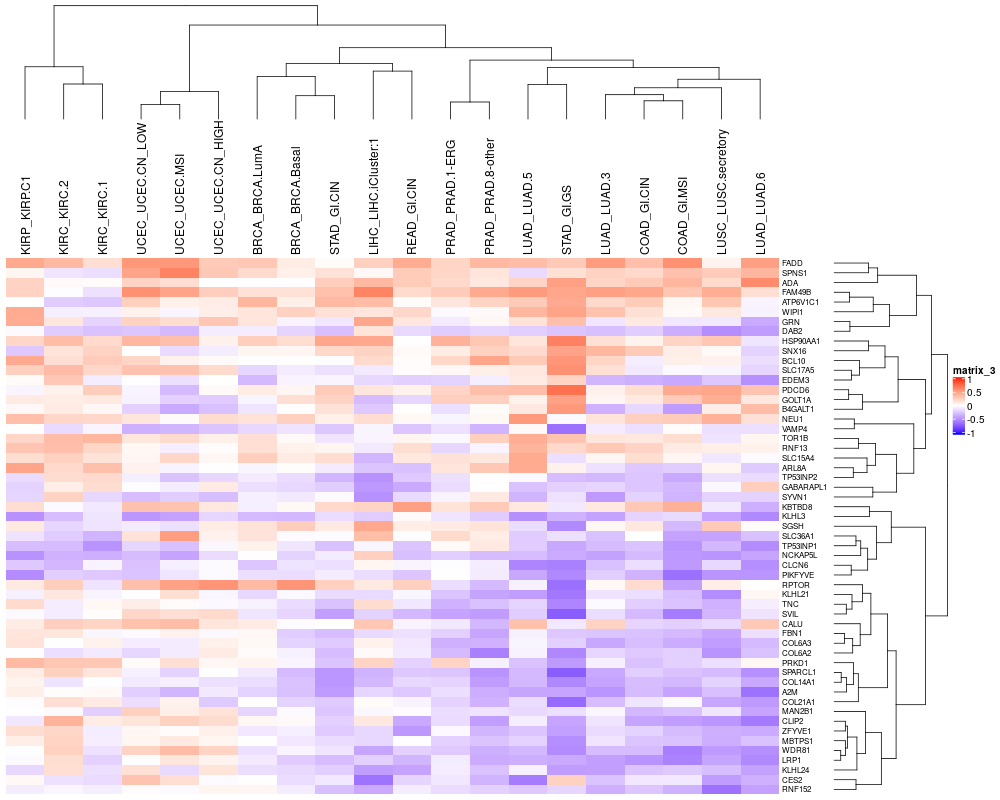 KIRP_KIRP.C1
KIRC_KIRC.2
KIRC_KIRC.1
UCEC_UCEC.CN_LOW
UCEC_UCEC.MSI
UCEC_UCEC.CN_HIGH
BRCA_BRCA.LumA
BRCA_BRCA.Basal
STAD_GI.CIN
LIHC_LIHC.iCluster:1
READ_GI.CIN
PRAD_PRAD.1-ERG
PRAD_PRAD.8-other
LUAD_LUAD.5
STAD_GI.GS
LUAD_LUAD.3
COAD_GI.CIN
COAD_GI.MSI
LUSC_LUSC.secretory
LUAD_LUAD.6
FADD
SPNS1
ADA
FAM49B
ATP6V1C1
WIPI1
GRN
DAB2
HSP90AA1
SNX16
BCL10
SLC17A5
EDEM3
PDCD6
GOLT1A
B4GALT1
NEU1
VAMP4
TOR1B
RNF13
SLC15A4
ARL8A
TP53INP2
GABARAPL1
SYVN1
KBTBD8
KLHL3
SGSH
SLC36A1
TP53INP1
NCKAP5L
CLCN6
PIKFYVE
RPTOR
KLHL21
TNC
SVIL
CALU
FBN1
COL6A3
COL6A2
PRKD1
SPARCL1
COL14A1
A2M
COL21A1
MAN2B1
CLIP2
ZFYVE1
MBTPS1
WDR81
LRP1
KLHL24
CES2
RNF152
matrix_3
1
0.5
0
-0.5
-1